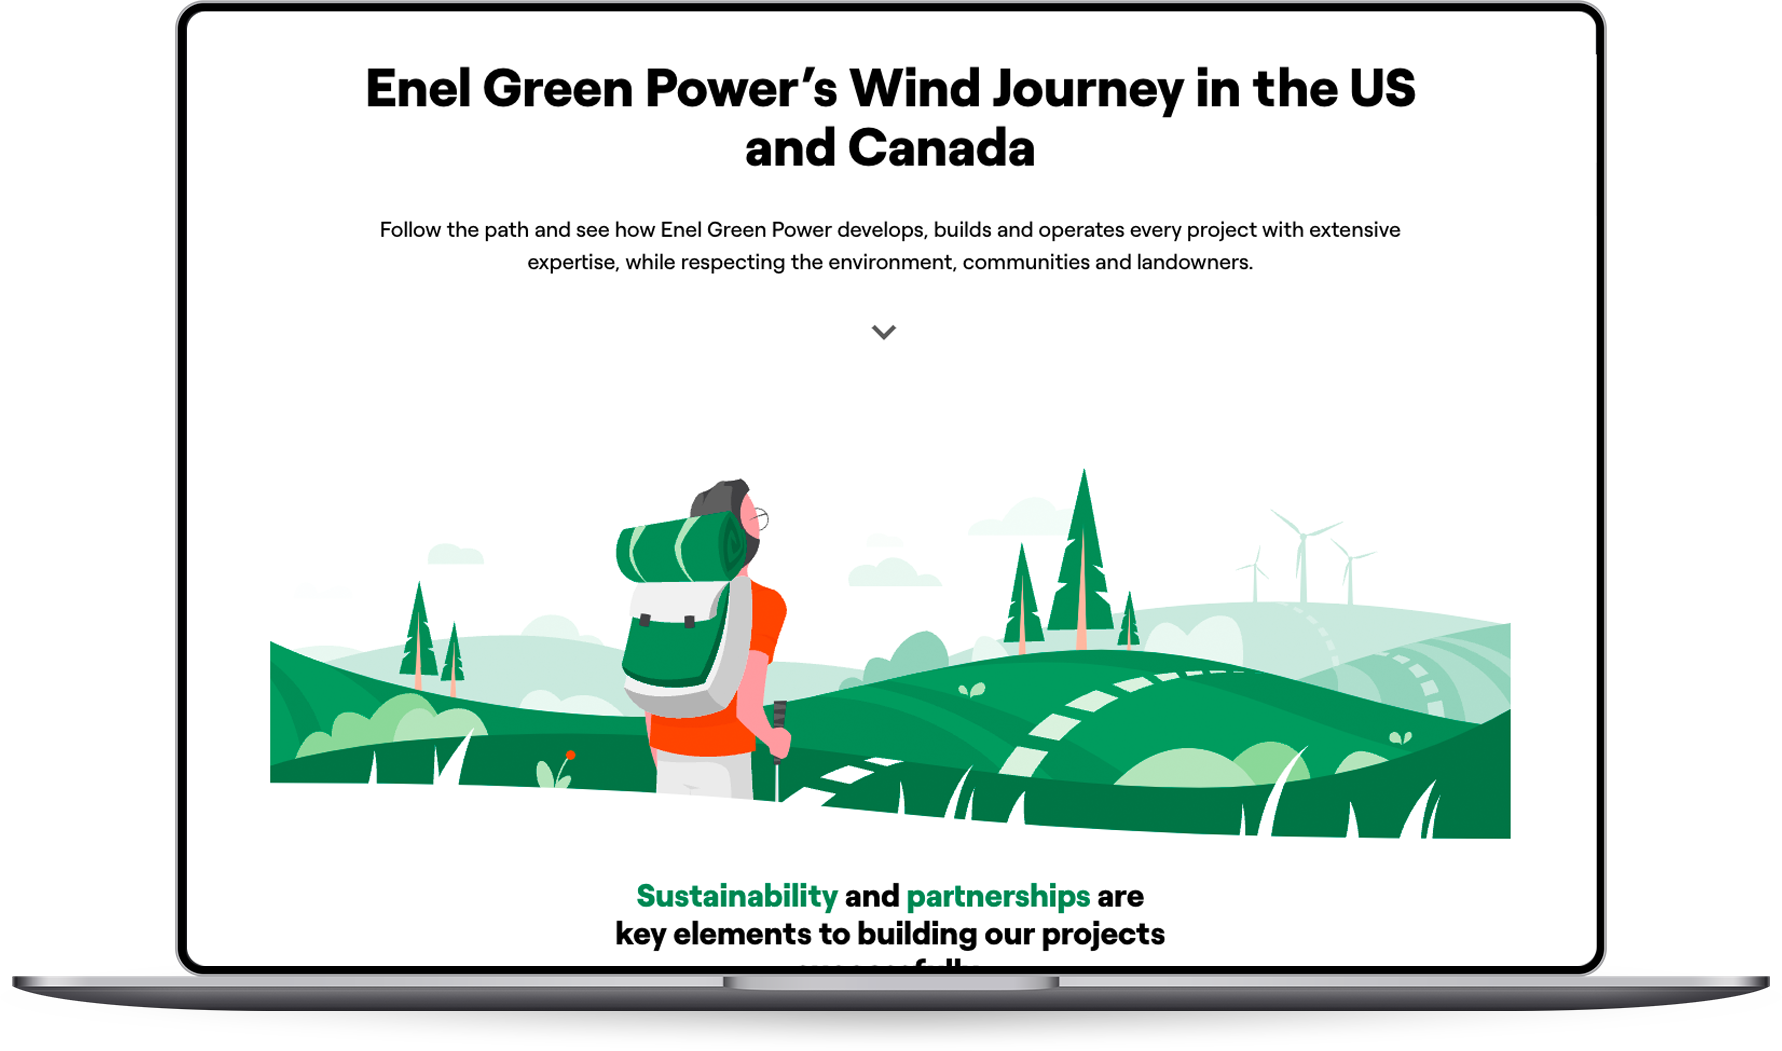 Enel Green Power’s Wind Journey in the US
and Canada
Follow the path and see how Enel Green Power develops, builds and operates every project with extensive
expertise, while respecting the environment, communities and landowners.
Sustainability and partnerships are
key elements to building our projects